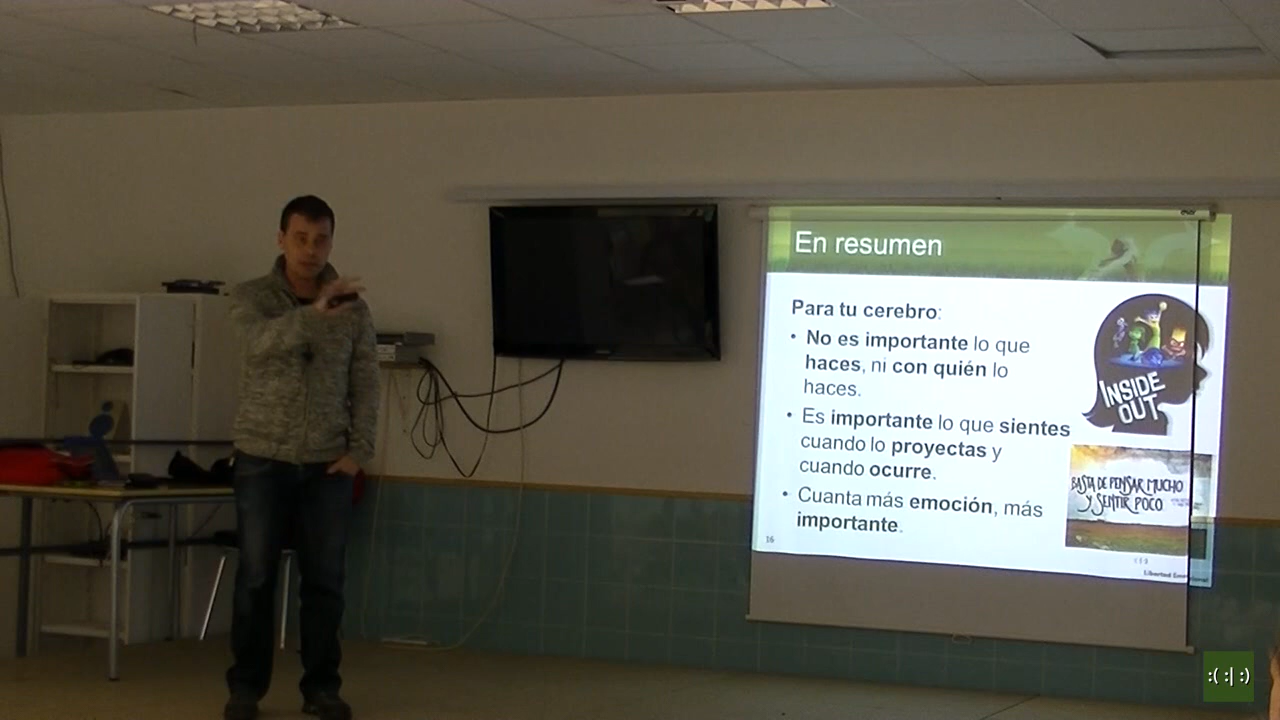 En resumen
Para tu cerebro:
• No es importante lo que
haces, ni con quién lo
haces.
• Es importante lo que sientes
cuando lo proyectas y
cuando ocurre.
• Cuanta más emoción, más
importante.
INSIDE
OUT
BASTA DE PENSAR MUCHO
Y SENTIR POCO
16
:( :| :)